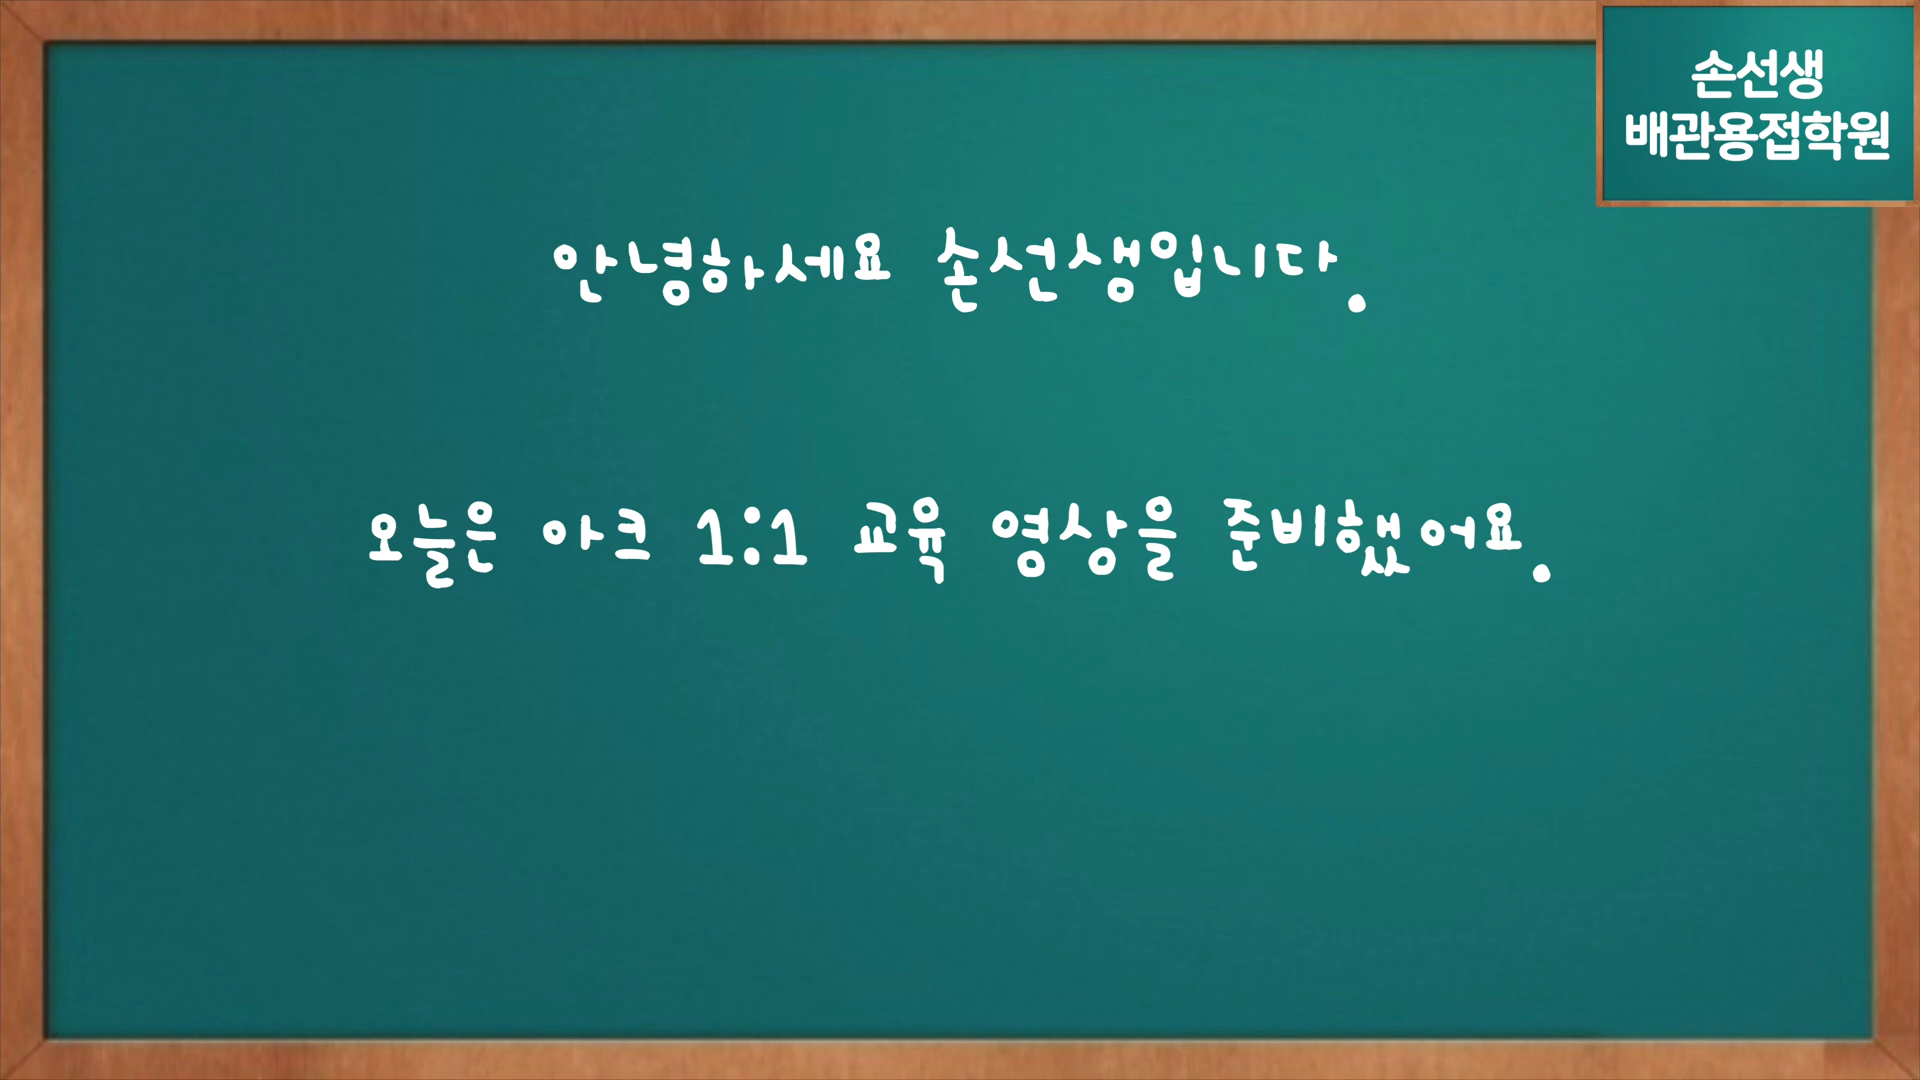 손선생
배관용접학원
안녕하세요 손선생입니다.
오늘은 아크 1:1 교육 영상을 준비했어요.